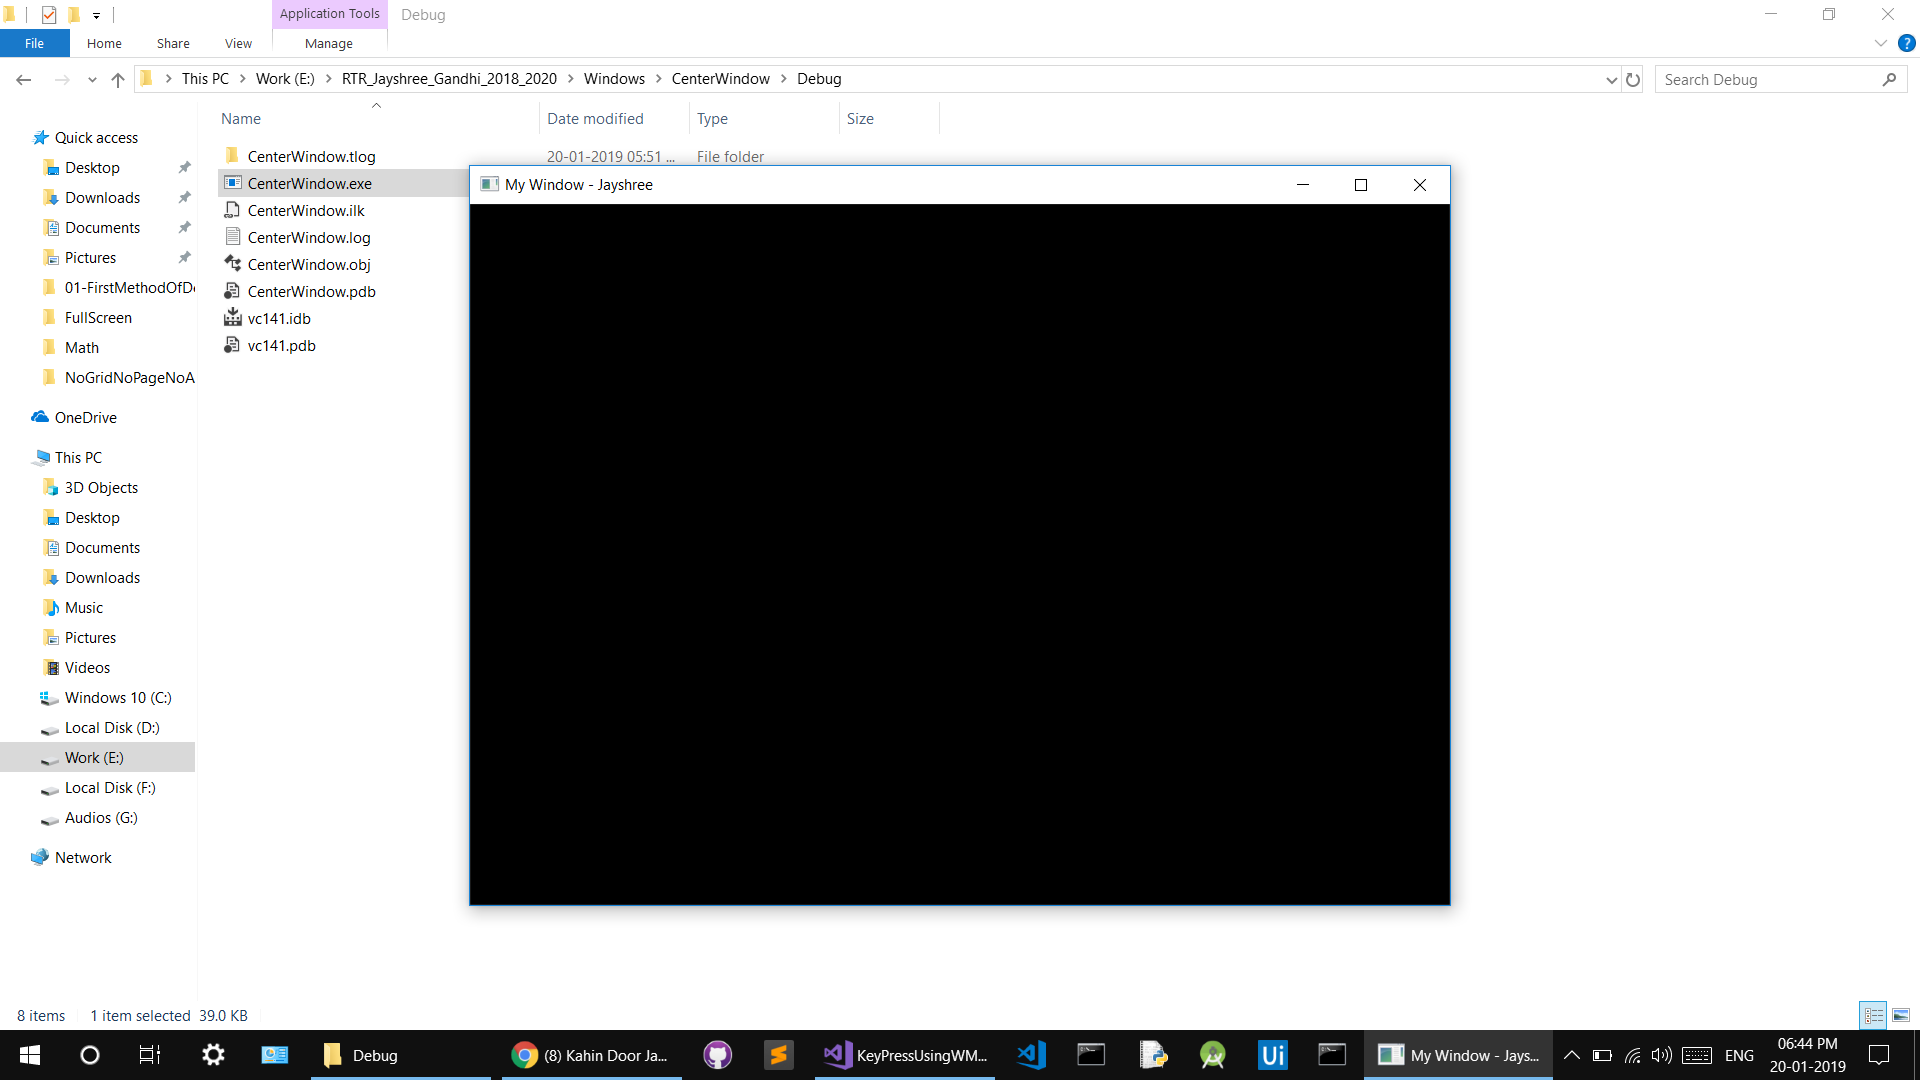 Application Tools
Debug
File
Home
Share
View
Manage
?
This PC
Work (E:)
RTR_Jayshree_Gandhi_2018_2020
Windows
CenterWindow
Debug
Search Debug
Name
Date modified
Type
Size
Quick access
Desktop
Downloads
Documents
Pictures
01-FirstMethodOfDe
FullScreen
Math
NoGridNoPageNoA
OneDrive
This PC
3D Objects
Desktop
Documents
Downloads
Music
Pictures
Videos
Windows 10 (C:)
Local Disk (D:)
Work (E:)
Local Disk (F:)
Audios (G:)
Network
CenterWindow.tlog
20-01-2019 05:51 ...
File folder
CenterWindow.exe
CenterWindow.ilk
CenterWindow.log
CenterWindow.obj
CenterWindow.pdb
vc141.idb
vc141.pdb
My Window - Jayshree
8 items
1 item selected 39.0 KB
Debug
(8) Kahin Door Ja...
KeyPressUsingWM...
Ui
My Window - Jays...
ENG
06:44 PM
20-01-2019